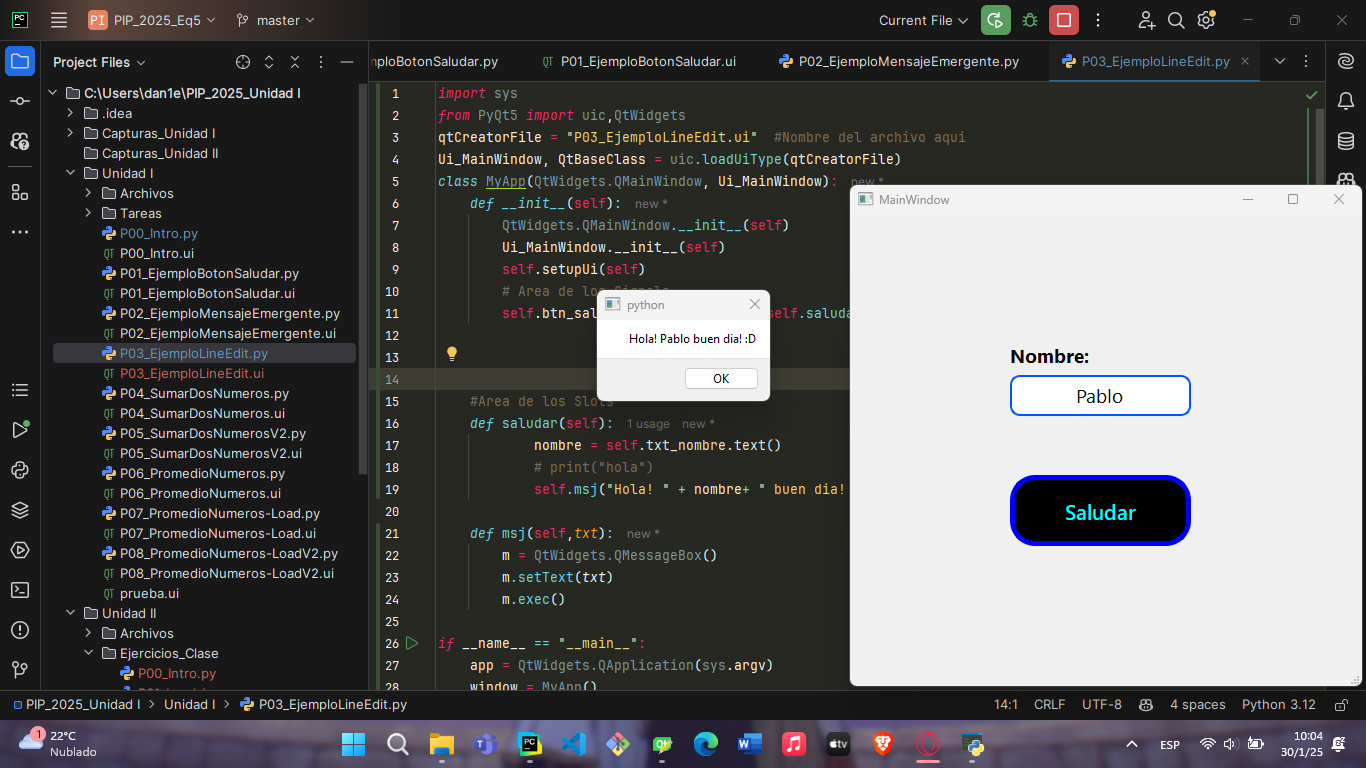 PI PIP_2025_Eq5 master Current File
Project Files
mploBotonSaludar.py P01_EjemploBotonSaludar.ui P02_EjemploMensajeEmergente.py P03_EjemploLineEdit.py
C:\Users\dan1e\PIP_2025_Unidad I
.idea
Capturas_Unidad I
Capturas_Unidad II
Unidad I
Archivos
Tareas
P00_Intro.py
P00_Intro.ui
P01_EjemploBotonSaludar.py
P01_EjemploBotonSaludar.ui
P02_EjemploMensajeEmergente.py
P02_EjemploMensajeEmergente.ui
P03_EjemploLineEdit.py
P03_EjemploLineEdit.ui
P04_SumarDosNumeros.py
P04_SumarDosNumeros.ui
P05_SumarDosNumerosV2.py
P05_SumarDosNumerosV2.ui
P06_PromedioNumeros.py
P06_PromedioNumeros.ui
P07_PromedioNumeros-Load.py
P07_PromedioNumeros-Load.ui
P08_PromedioNumeros-LoadV2.py
P08_PromedioNumeros-LoadV2.ui
prueba.ui
Unidad II
Archivos
Ejercicios_Clase
P00_Intro.py
1 import sys
2 from PyQt5 import uic,QtWidgets
3 qtCreatorFile = "P03_EjemploLineEdit.ui" #Nombre del archivo aqui
4 Ui_MainWindow, QtBaseClass = uic.loadUiType(qtCreatorFile)
5 class MyApp(QtWidgets.QMainWindow, Ui_MainWindow): new *
6 def __init__(self): new *
7 QtWidgets.QMainWindow.__init__(self)
8 Ui_MainWindow.__init__(self)
9 self.setupUi(self)
10 # Area de los
11 self.btn_sal self.saluda
12
13
14
15 #Area de los Slots
16 def saludar(self): 1 usage new *
17 nombre = self.txt_nombre.text()
18 # print("hola")
19 self.msj("Hola! " + nombre+ " buen dia!
20
21 def msj(self,txt): new *
22 m = QtWidgets.QMessageBox()
23 m.setText(txt)
24 m.exec()
25
26 if __name__ == "__main__":
27 app = QtWidgets.QApplication(sys.argv)
28 window = MyApp()
python
Hola! Pablo buen dia! :D
OK
MainWindow
Nombre:
Pablo
Saludar
PIP_2025_Unidad I Unidad I P03_EjemploLineEdit.py 14:1 CRLF UTF-8 4 spaces Python 3.12
1
22°C
Nublado
ESP
10:04
30/1/25